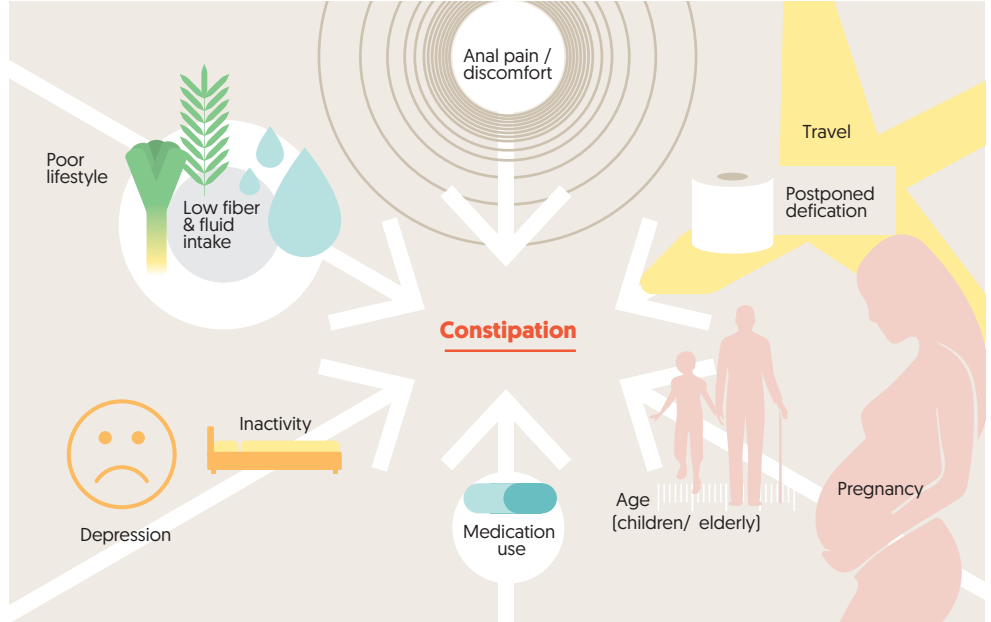 Anal pain /
discomfort
Travel
Poor
lifestyle
Low fiber
& fluid
intake
Postponed
defication
Constipation
Inactivity
Depression
Medication
use
Age
(children/ elderly)
Pregnancy